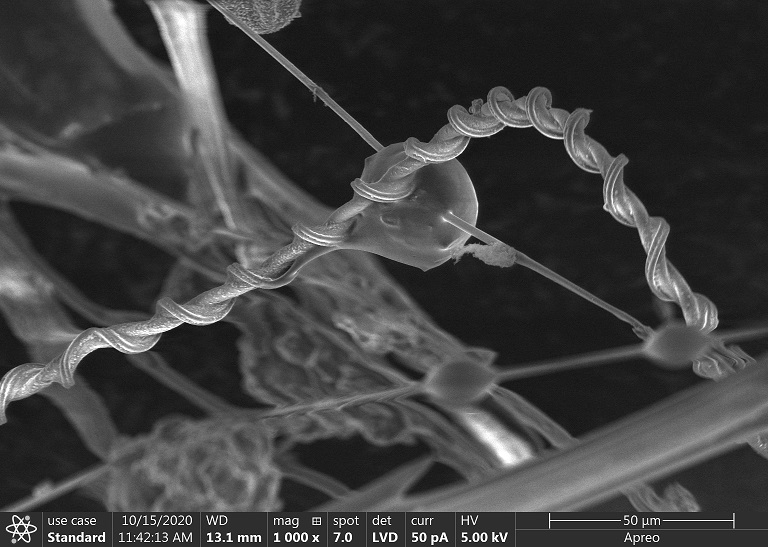 use case
Standard
10/15/2020
11:42:13 AM
WD
13.1 mm
mag
1 000 x
spot
7.0
det
LVD
curr
50 pA
HV
5.00 kV
50 µm
Apreo